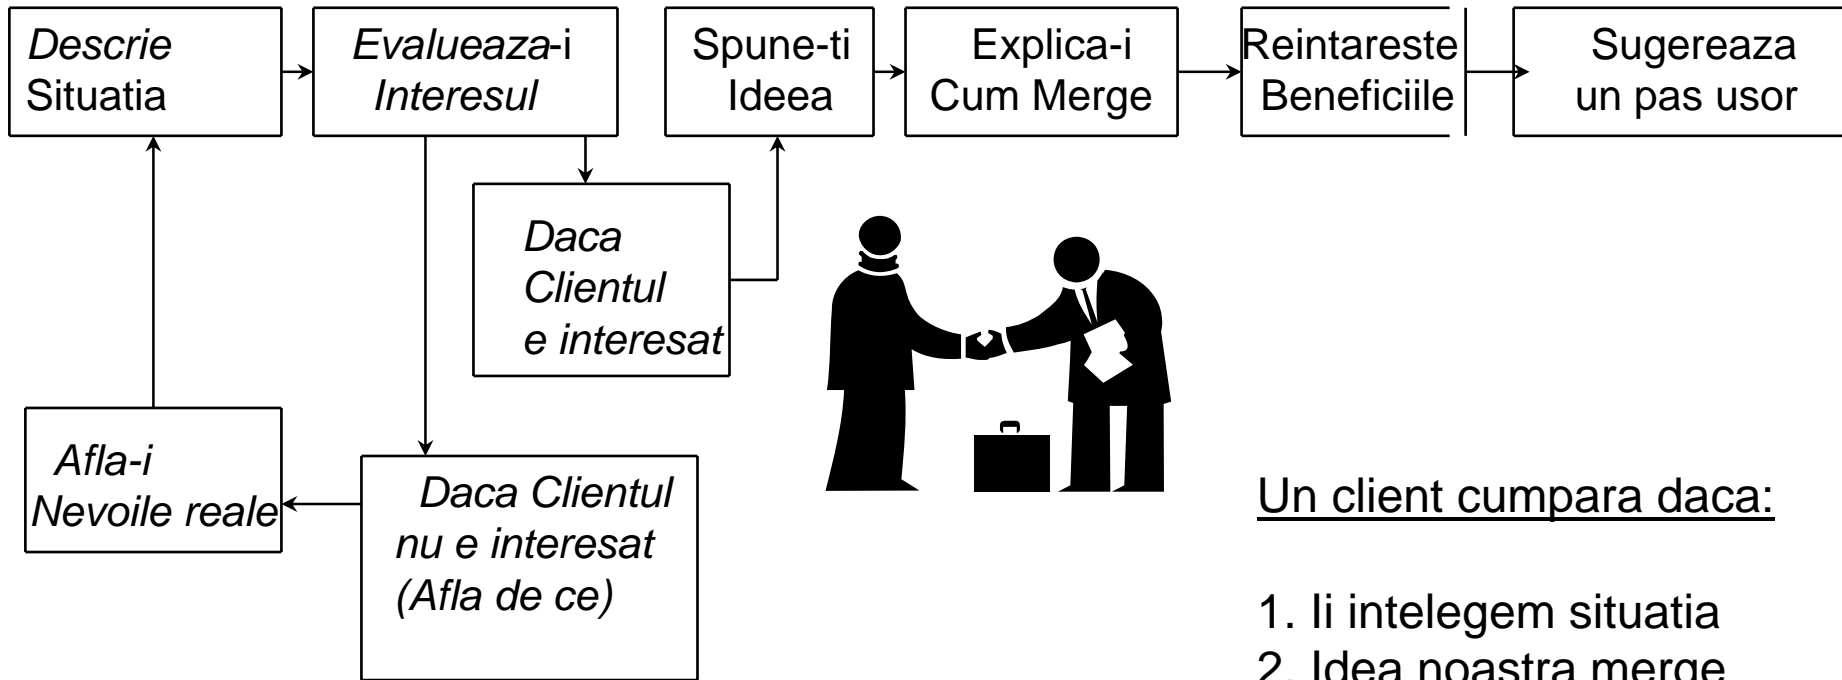 Descrie
Situatia
Evalueaza-i
Interesul
Spune-ti
Ideea
Explica-i
Cum Merge
Reintareste
Beneficiile
Sugereaza
un pas usor
Daca
Clientul
e interesat
Afla-i
Nevoile reale
Daca Clientul
nu e interesat
(Afla de ce)
Un client cumpara daca:
1. Ii intelegem situatia
2. Idea noastra merge